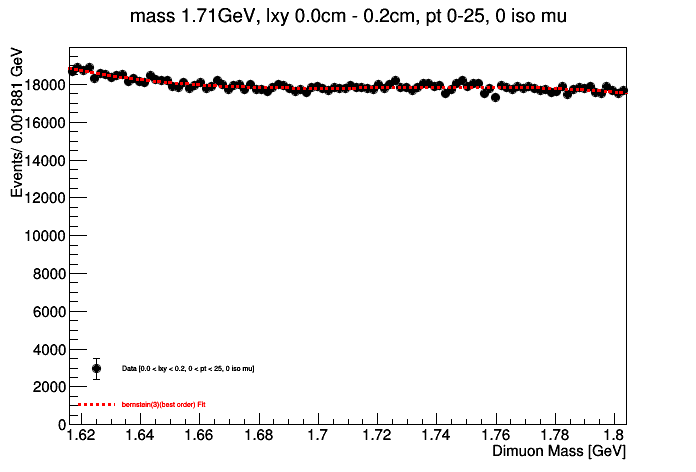 mass 1.71GeV, lxy 0.0cm - 0.2cm, pt 0-25, 0 iso mu
Events/ 0.001881 GeV
18000
16000
14000
12000
10000
8000
6000
4000
2000
0
Data [0.0 < lxy < 0.2, 0 < pt < 25, 0 iso mu]
bernstein(3)(best order) Fit
1.62 1.64 1.66 1.68 1.7 1.72 1.74 1.76 1.78 1.8
Dimuon Mass [GeV]